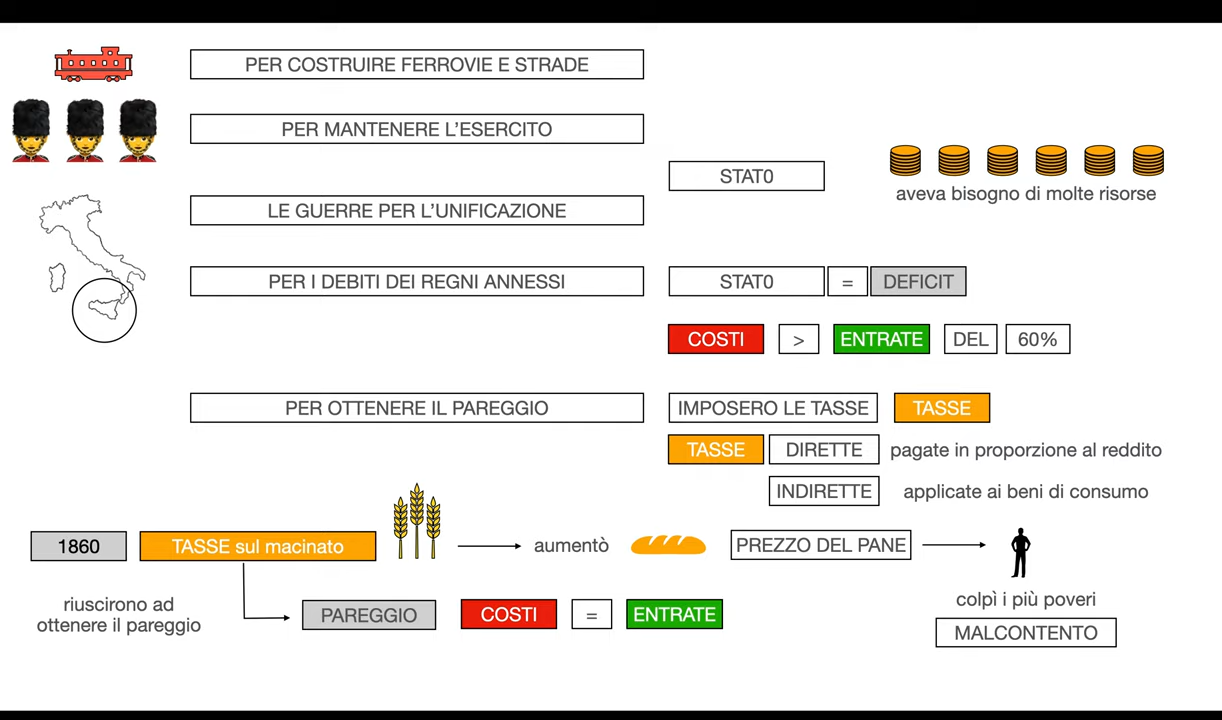 PER COSTRUIRE FERROVIE E STRADE
PER MANTENERE L'ESERCITO
STAT0
aveva bisogno di molte risorse
LE GUERRE PER L'UNIFICAZIONE
PER I DEBITI DEI REGNI ANNESSI
STAT0 = DEFICIT
COSTI > ENTRATE DEL 60%
PER OTTENERE IL PAREGGIO
IMPOSERO LE TASSE TASSE
TASSE DIRETTE pagate in proporzione al reddito
INDIRETTE applicate ai beni di consumo
1860 TASSE sul macinato aumentò PREZZO DEL PANE
riuscirono ad
ottenere il pareggio
PAREGGIO COSTI = ENTRATE
colpì i più poveri
MALCONTENTO